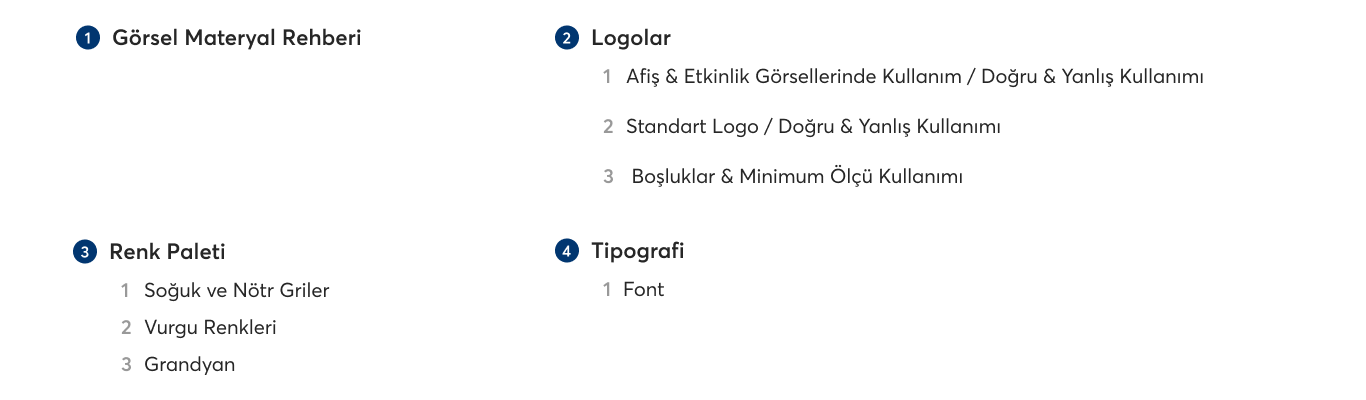 1 Görsel Materyal Rehberi
2 Logolar
1 Afiş & Etkinlik Görsellerinde Kullanım / Doğru & Yanlış Kullanımı
2 Standart Logo / Doğru & Yanlış Kullanımı
3 Boşluklar & Minimum Ölçü Kullanımı
3 Renk Paleti
1 Soğuk ve Nötr Griler
2 Vurgu Renkleri
3 Grandyan
4 Tipografi
1 Font